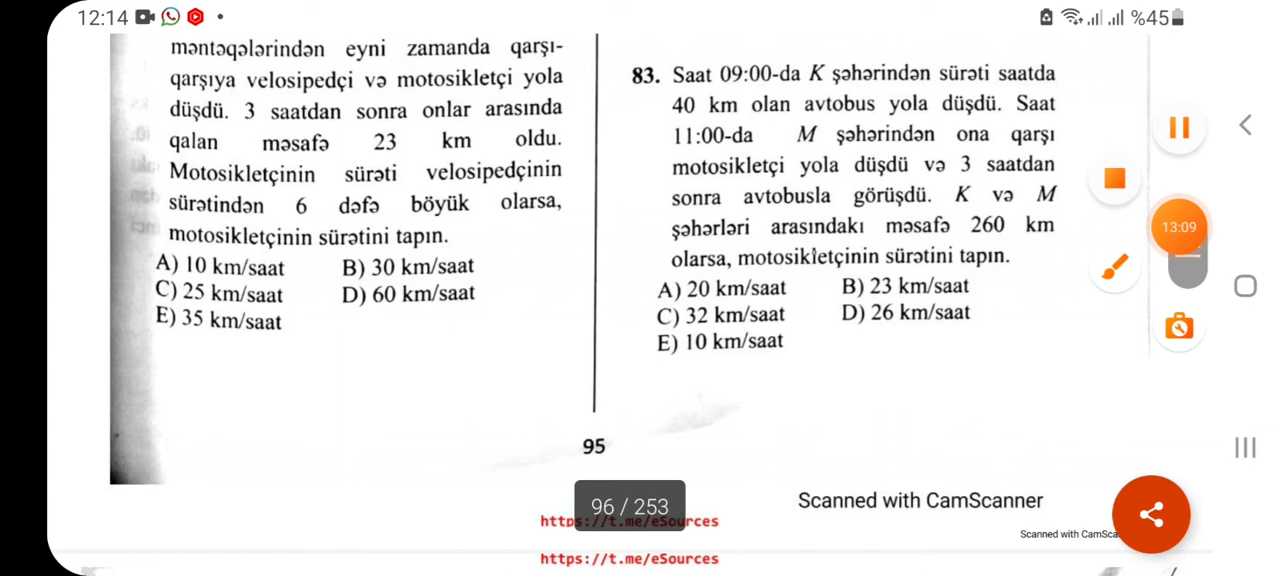 12:14
%45
məntəqələrindən eyni zamanda qarşı-
qarşıya velosipedçi və motosikletçi yola
düşdü. 3 saatdan sonra onlar arasında
qalan məsafə 23 km oldu.
Motosikletçinin sürəti velosipedçinin
sürətindən 6 dəfə böyük olarsa,
motosikletçinin sürətini tapın.
A) 10 km/saat B) 30 km/saat
C) 25 km/saat D) 60 km/saat
E) 35 km/saat
83. Saat 09:00-da K şəhərindən sürəti saatda
40 km olan avtobus yola düşdü. Saat
11:00-da M şəhərindən ona qarşı
motosikletçi yola düşdü və 3 saatdan
sonra avtobusla görüşdü. K və M
şəhərləri arasındakı məsafə 260 km
olarsa, motosikletçinin sürətini tapın.
A) 20 km/saat B) 23 km/saat
C) 32 km/saat D) 26 km/saat
E) 10 km/saat
13:09
95
96 / 253
Scanned with CamScanner
https://t.me/eSources
Scanned with CamSca
https://t.me/eSources